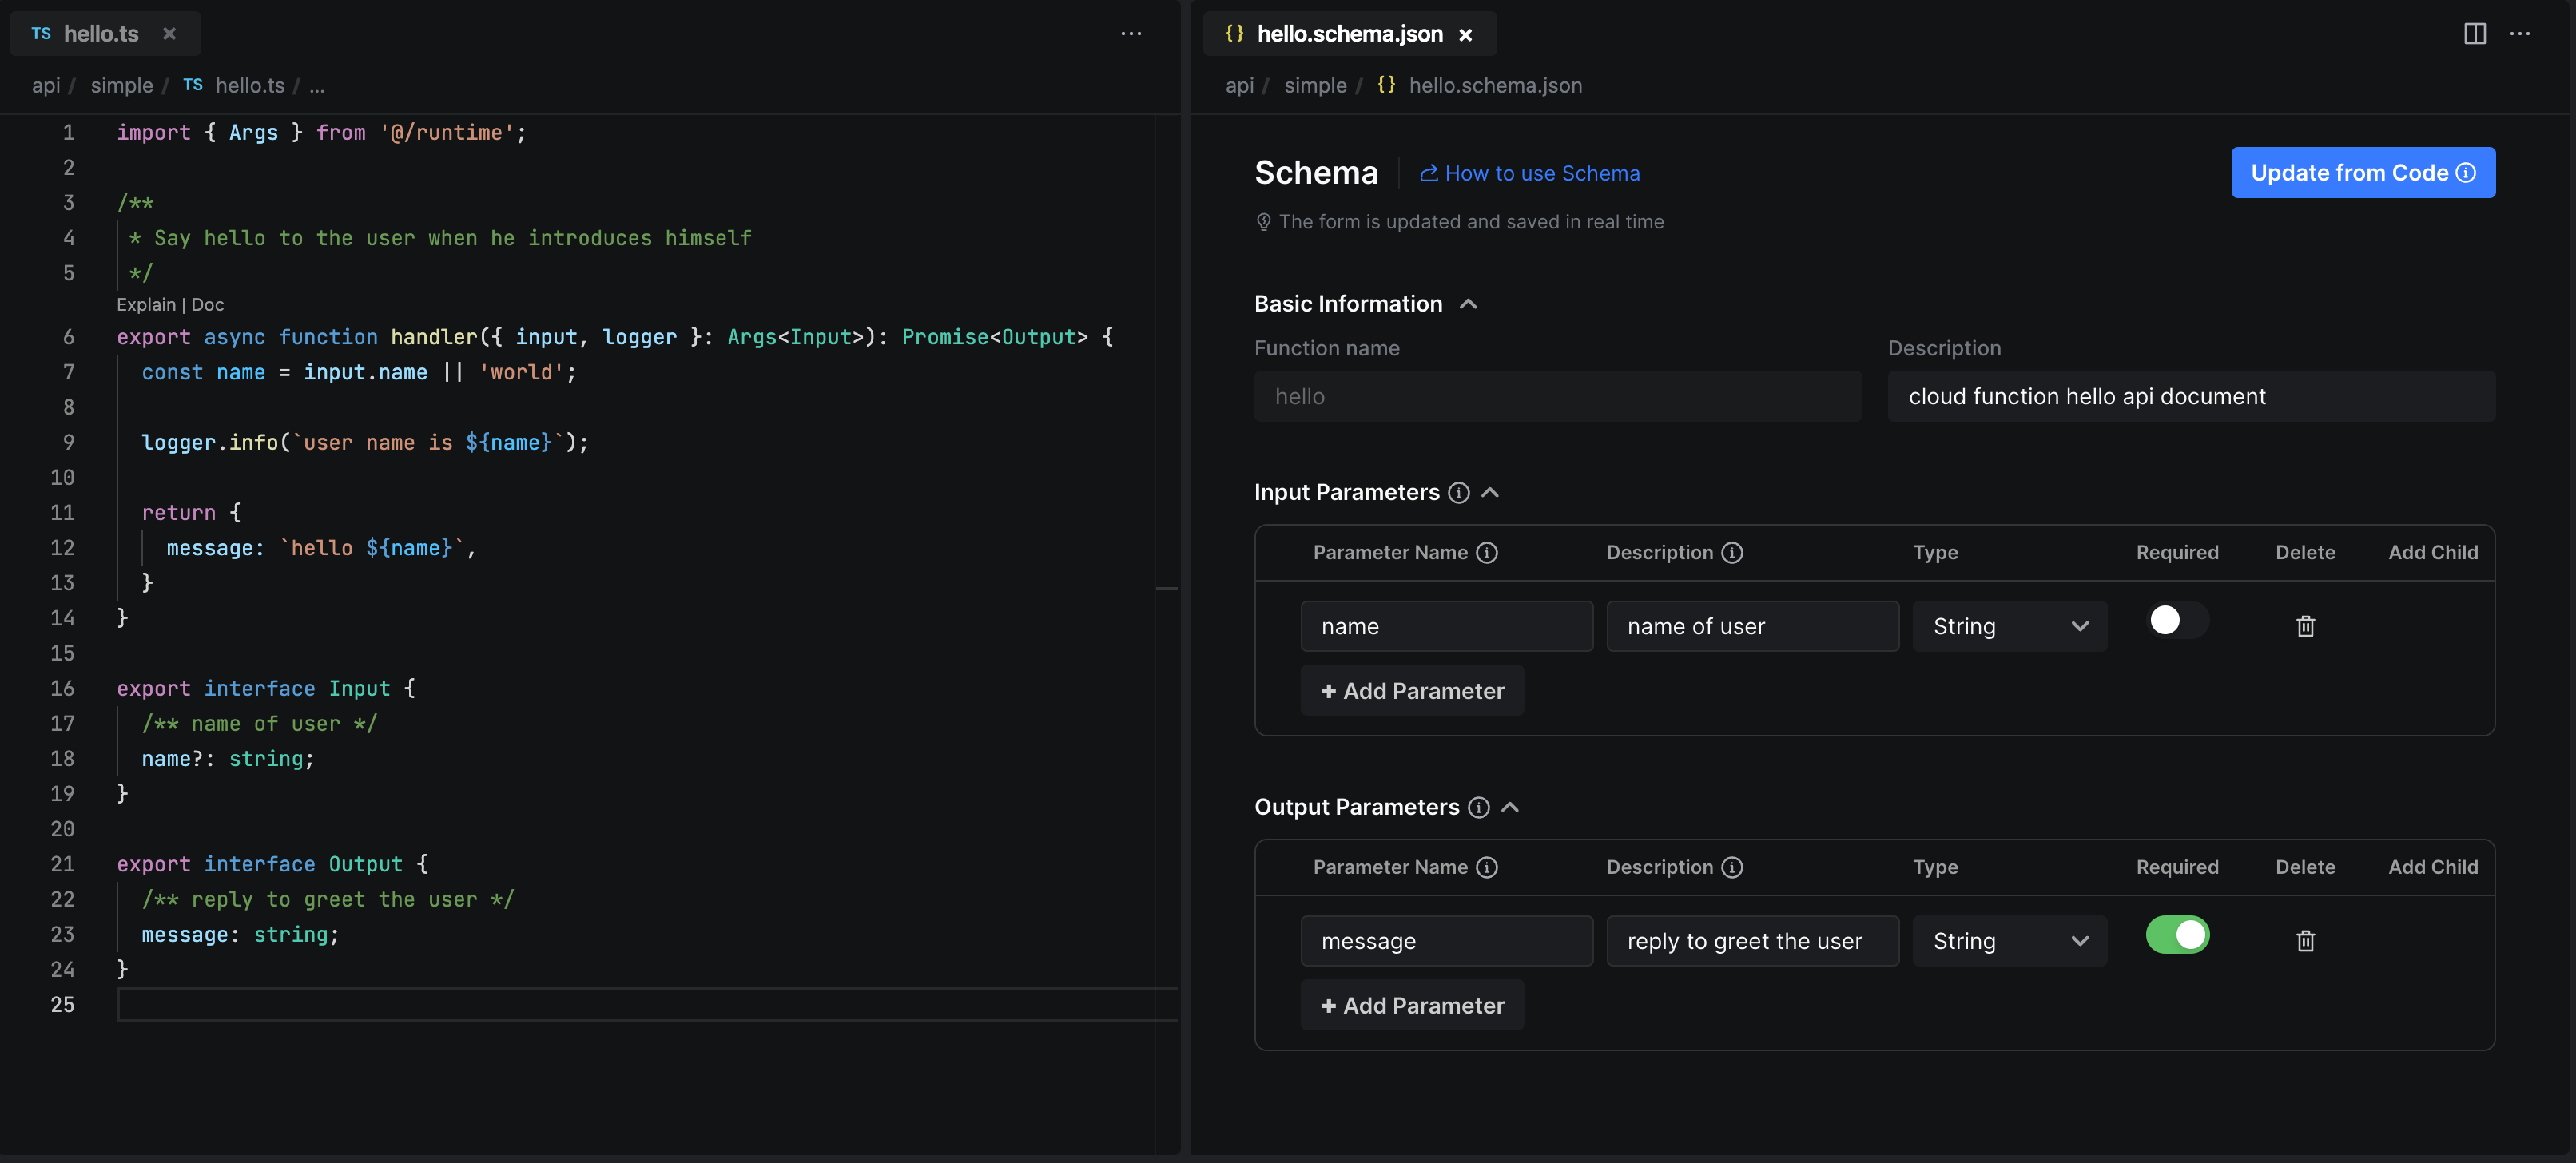 TS hello.ts
api / simple / TS hello.ts / ...
1 import { Args } from '@/runtime';
2
3 /**
4 * Say hello to the user when he introduces himself
5 */
Explain | Doc
6 export async function handler({ input, logger }: Args<Input>): Promise<Output> {
7 const name = input.name || 'world';
8
9 logger.info(`user name is ${name}`);
10
11 return {
12 message: `hello ${name}`,
13 }
14 }
15
16 export interface Input {
17 /** name of user */
18 name?: string;
19 }
20
21 export interface Output {
22 /** reply to greet the user */
23 message: string;
24 }
25
{} hello.schema.json
api / simple / {} hello.schema.json
Schema How to use Schema Update from Code
The form is updated and saved in real time
Basic Information
Function name Description
hello cloud function hello api document
Input Parameters
Parameter Name Description Type Required Delete Add Child
name name of user String
+ Add Parameter
Output Parameters
Parameter Name Description Type Required Delete Add Child
message reply to greet the user String
+ Add Parameter